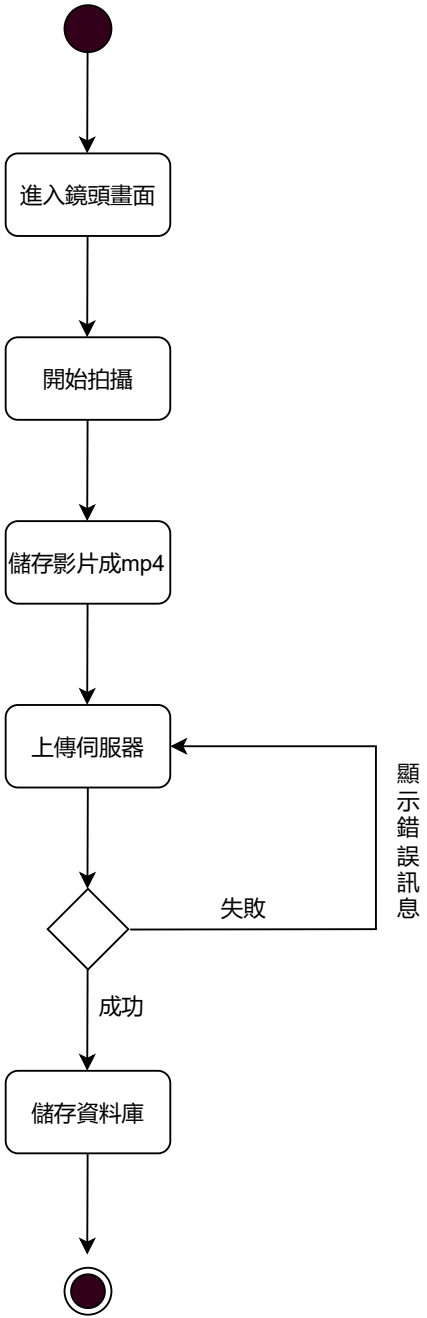 進入鏡頭畫面
開始拍攝
儲存影片成mp4
上傳伺服器
顯示錯誤訊息
失敗
成功
儲存資料庫